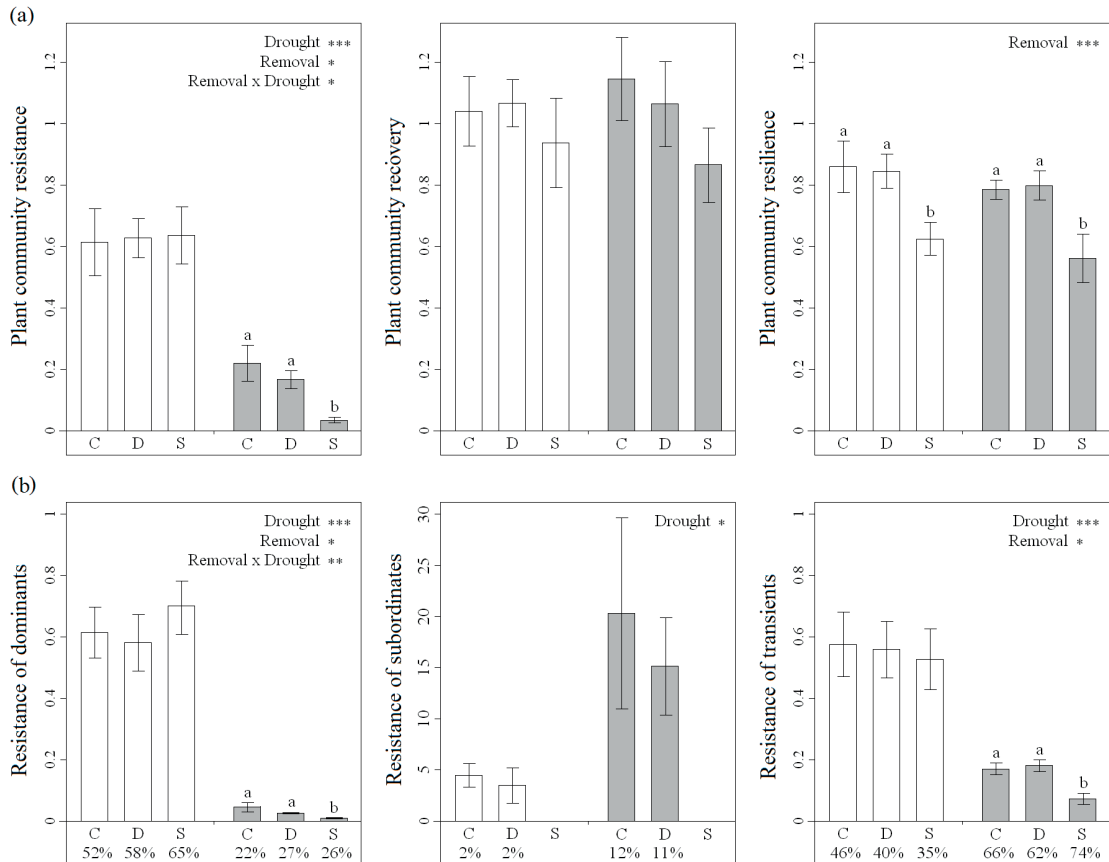 (a)
Plant community resistance
0 0.2 0.4 0.6 0.8 1 1.2
Drought ***
Removal *
Removal x Drought *
a a b
C D S C D S
Plant community recovery
0 0.2 0.4 0.6 0.8 1 1.2
C D S C D S
Plant community resilience
0 0.2 0.4 0.6 0.8 1 1.2
Removal ***
a a b a a b
C D S C D S
(b)
Resistance of dominants
0 0.2 0.4 0.6 0.8 1
Drought ***
Removal *
Removal x Drought **
a a b
C D S C D S
52% 58% 65% 22% 27% 26%
Resistance of subordinates
0 5 10 15 20 25 30
Drought *
C D S C D S
2% 2% 12% 11%
Resistance of transients
0 0.2 0.4 0.6 0.8 1
Drought ***
Removal *
a a b
C D S C D S
46% 40% 35% 66% 62% 74%